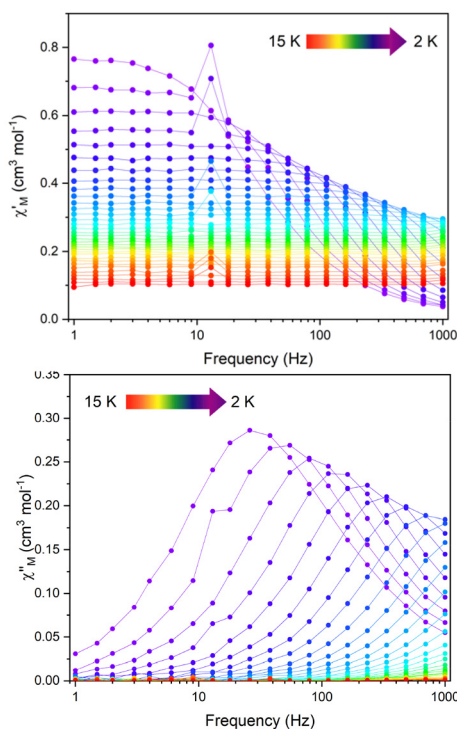 15 K 2 K
0.8
0.6
0.4
0.2
0.0
χ'M (cm³ mol⁻¹)
1 10 100 1000
Frequency (Hz)
0.35
15 K 2 K
0.30
0.25
0.20
0.15
0.10
0.05
0.00
χ''M (cm³ mol⁻¹)
1 10 100 1000
Frequency (Hz)